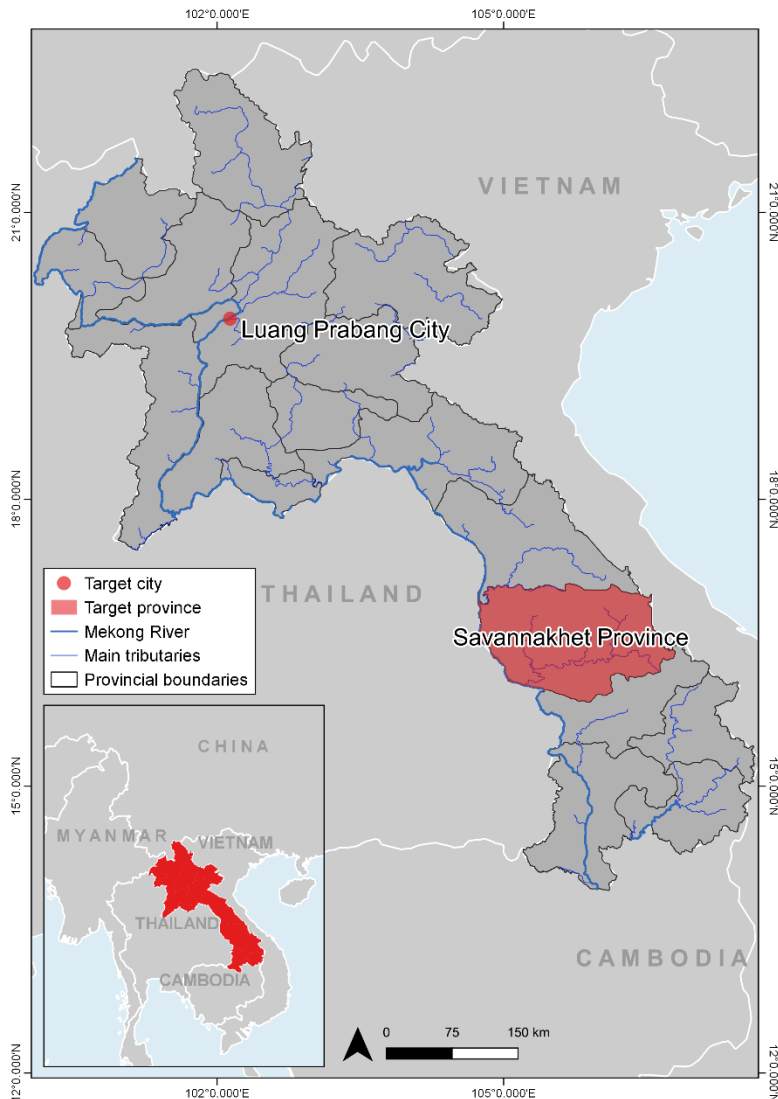 102°0.000'E
105°0.000'E
VIETNAM
21°0.000'N
21°0.000'N
Luang Prabang City
18°0.000'N
18°0.000'N
THAILAND
Target city
Target province
Mekong River
Main tributaries
Provincial boundaries
Savannakhet Province
15°0.000'N
15°0.000'N
CHINA
MYANMAR
VIETNAM
THAILAND
CAMBODIA
CAMBODIA
0 75 150 km
12°0.000'N
102°0.000'E
105°0.000'E